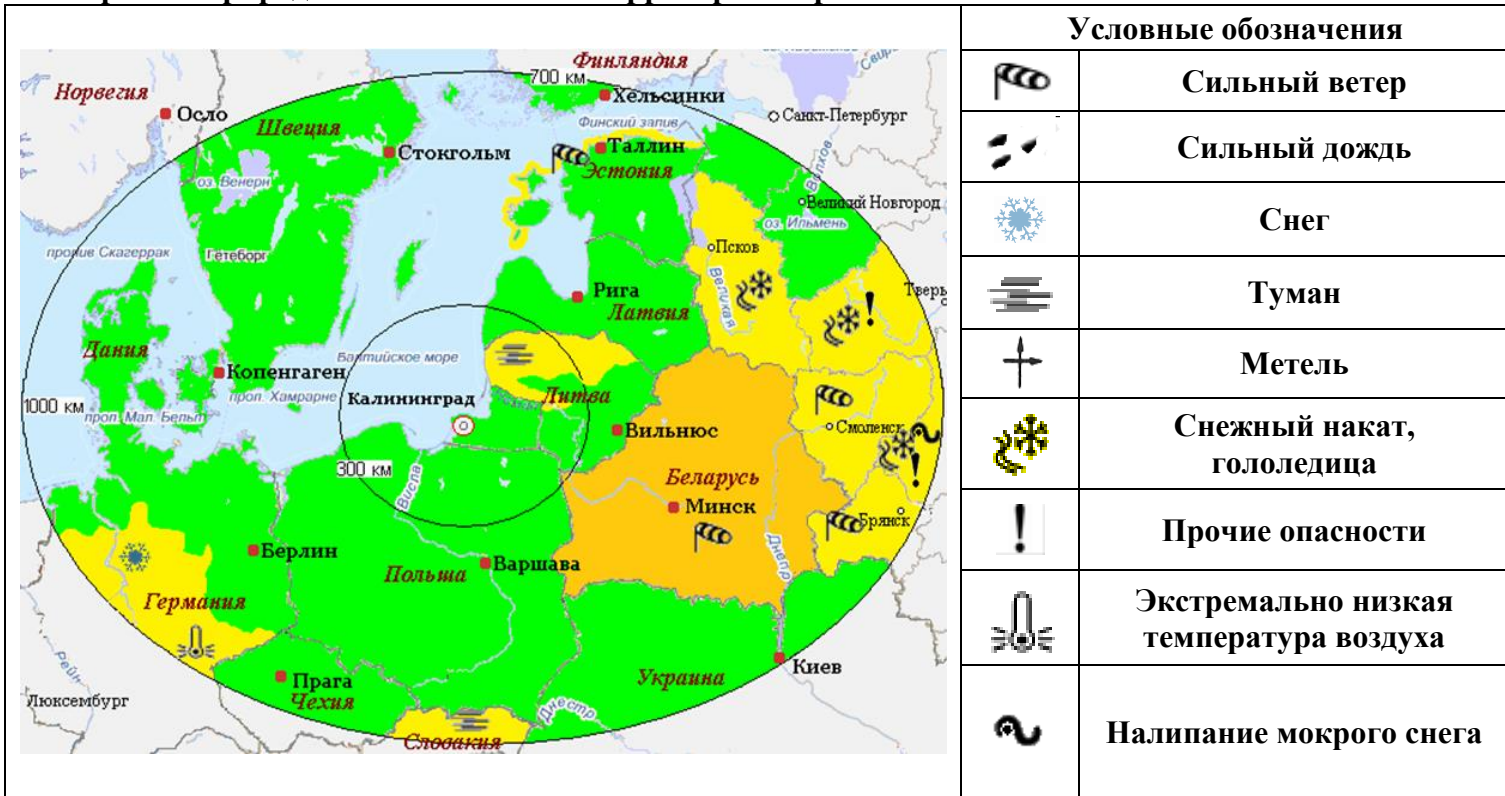 Условные обозначения
Сильный ветер
Сильный дождь
Снег
Туман
Метель
Снежный накат,
гололедица
Прочие опасности
Экстремально низкая
температура воздуха
Налипание мокрого снега
Финляндия
700 км
Хельсинки
Норвегия
Осло
Швеция
Стокгольм
Финский залив
Санкт-Петербург
Таллин
Эстония
Волхов
оз. Венерн
Великий Новгород
оз. Ильмень
Псков
пролив Скагеррак
Гетеборг
Великая
Рига
Латвия
Тверь
Дания
Балтийское море
Копенгаген
Калининград
Литва
1000 км
проп. Мал. Бельт
проп. Хамрарне
Вильнюс
Смоленск
300 км
Висла
Беларусь
Минск
Брянск
Берлин
Польша
Варшава
Днепр
Германия
Рейн
Прага
Чехия
Украина
Киев
Люксембург
Днестр
Словакия